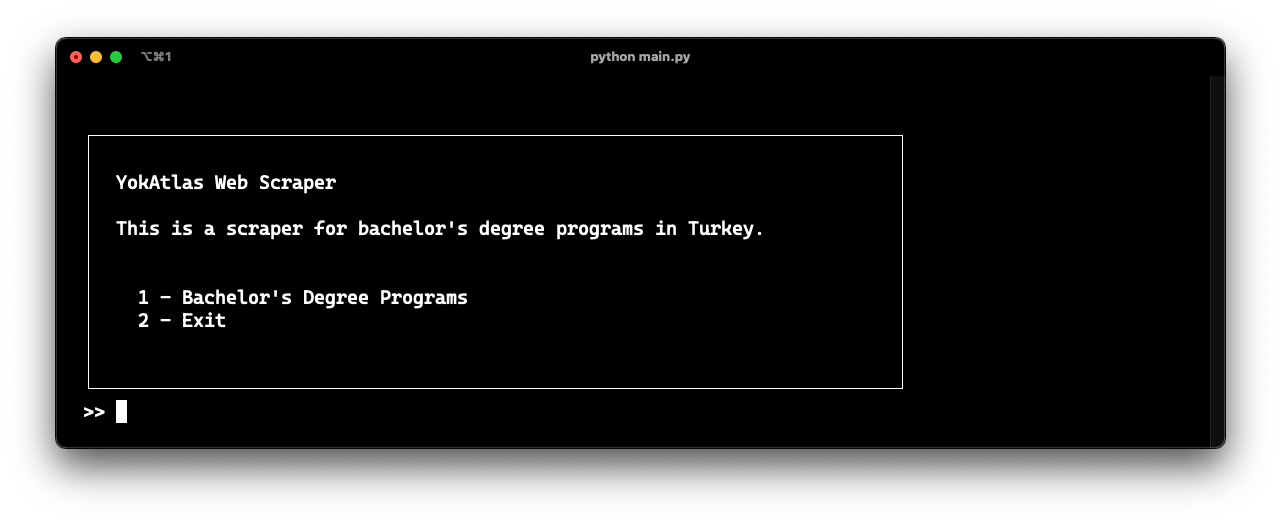 ⌥⌘1
python main.py
YokAtlas Web Scraper
This is a scraper for bachelor's degree programs in Turkey.
1 - Bachelor's Degree Programs
2 - Exit
>>